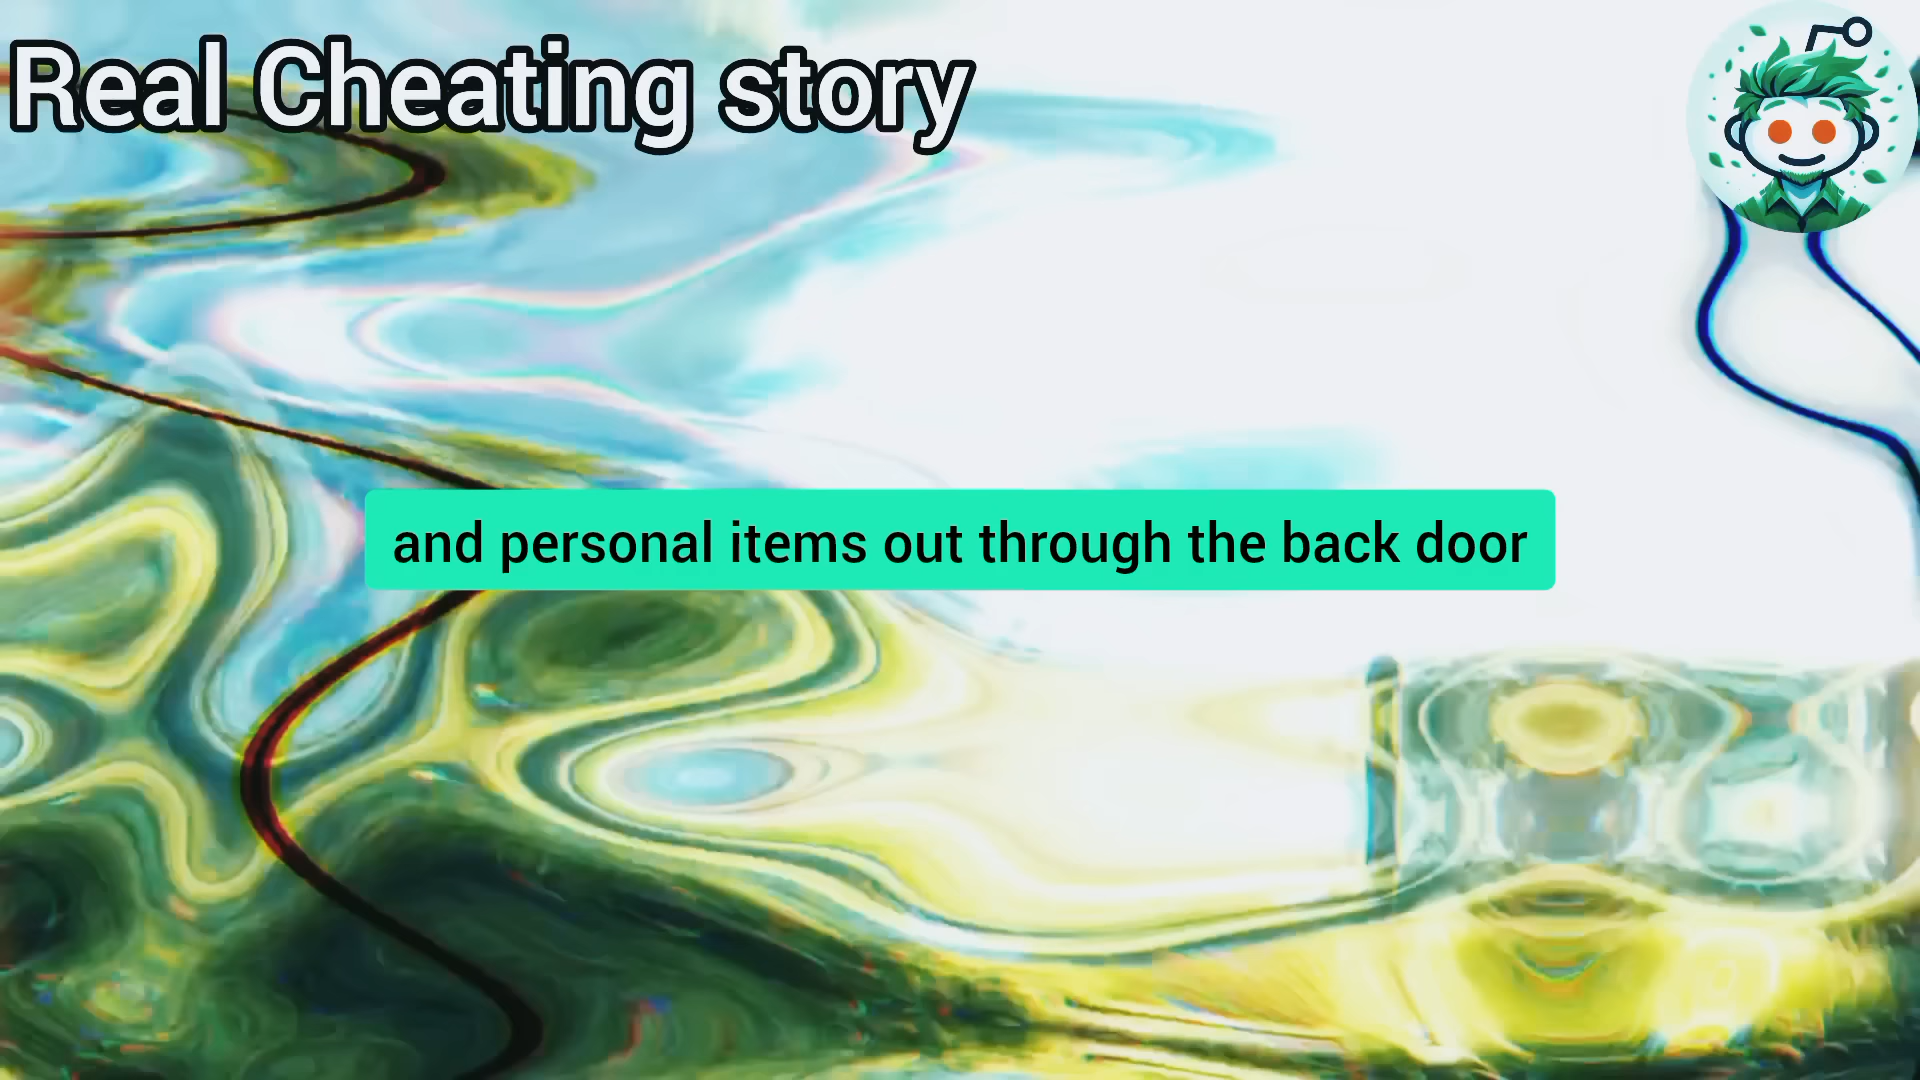 Real Cheating story
and personal items out through the back door